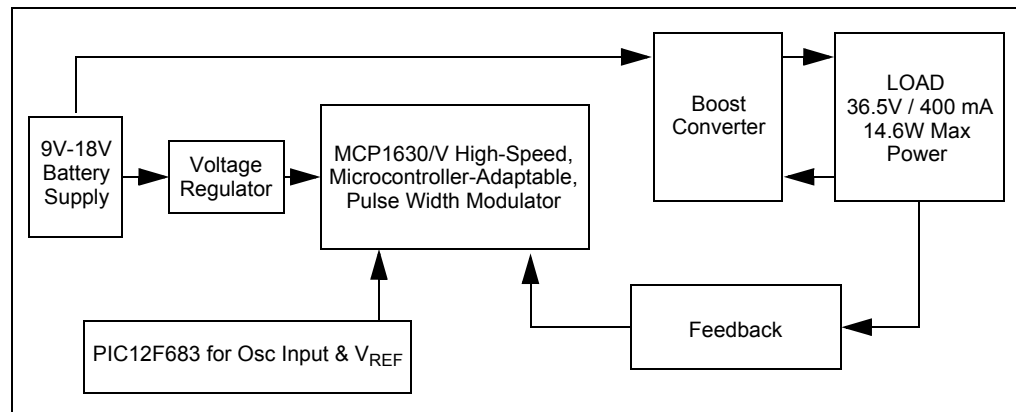 9V-18V
Battery
Supply
Voltage
Regulator
MCP1630/V High-Speed,
Microcontroller-Adaptable,
Pulse Width Modulator
Boost
Converter
LOAD
36.5V / 400 mA
14.6W Max
Power
PIC12F683 for Osc Input & VREF
Feedback